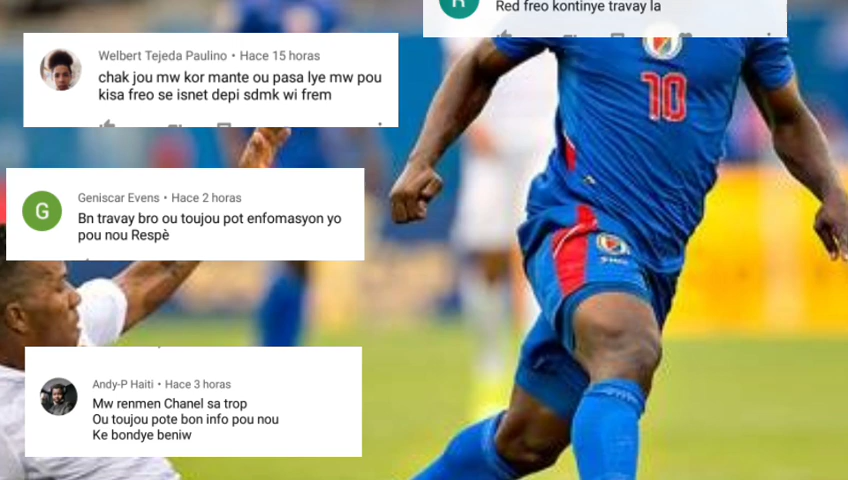 Red freo kontinye travay la
Welbert Tejeda Paulino • Hace 15 horas
chak jou mw kor mante ou pasa lye mw pou
kisa freo se isnet depi sdmk wi frem
10
Geniscar Evens • Hace 2 horas
G
Bn travay bro ou toujou pot enfomasyon yo
pou nou Respè
Andy-P Haiti • Hace 3 horas
Mw renmen Chanel sa trop
Ou toujou pote bon info pou nou
Ke bondye beniw